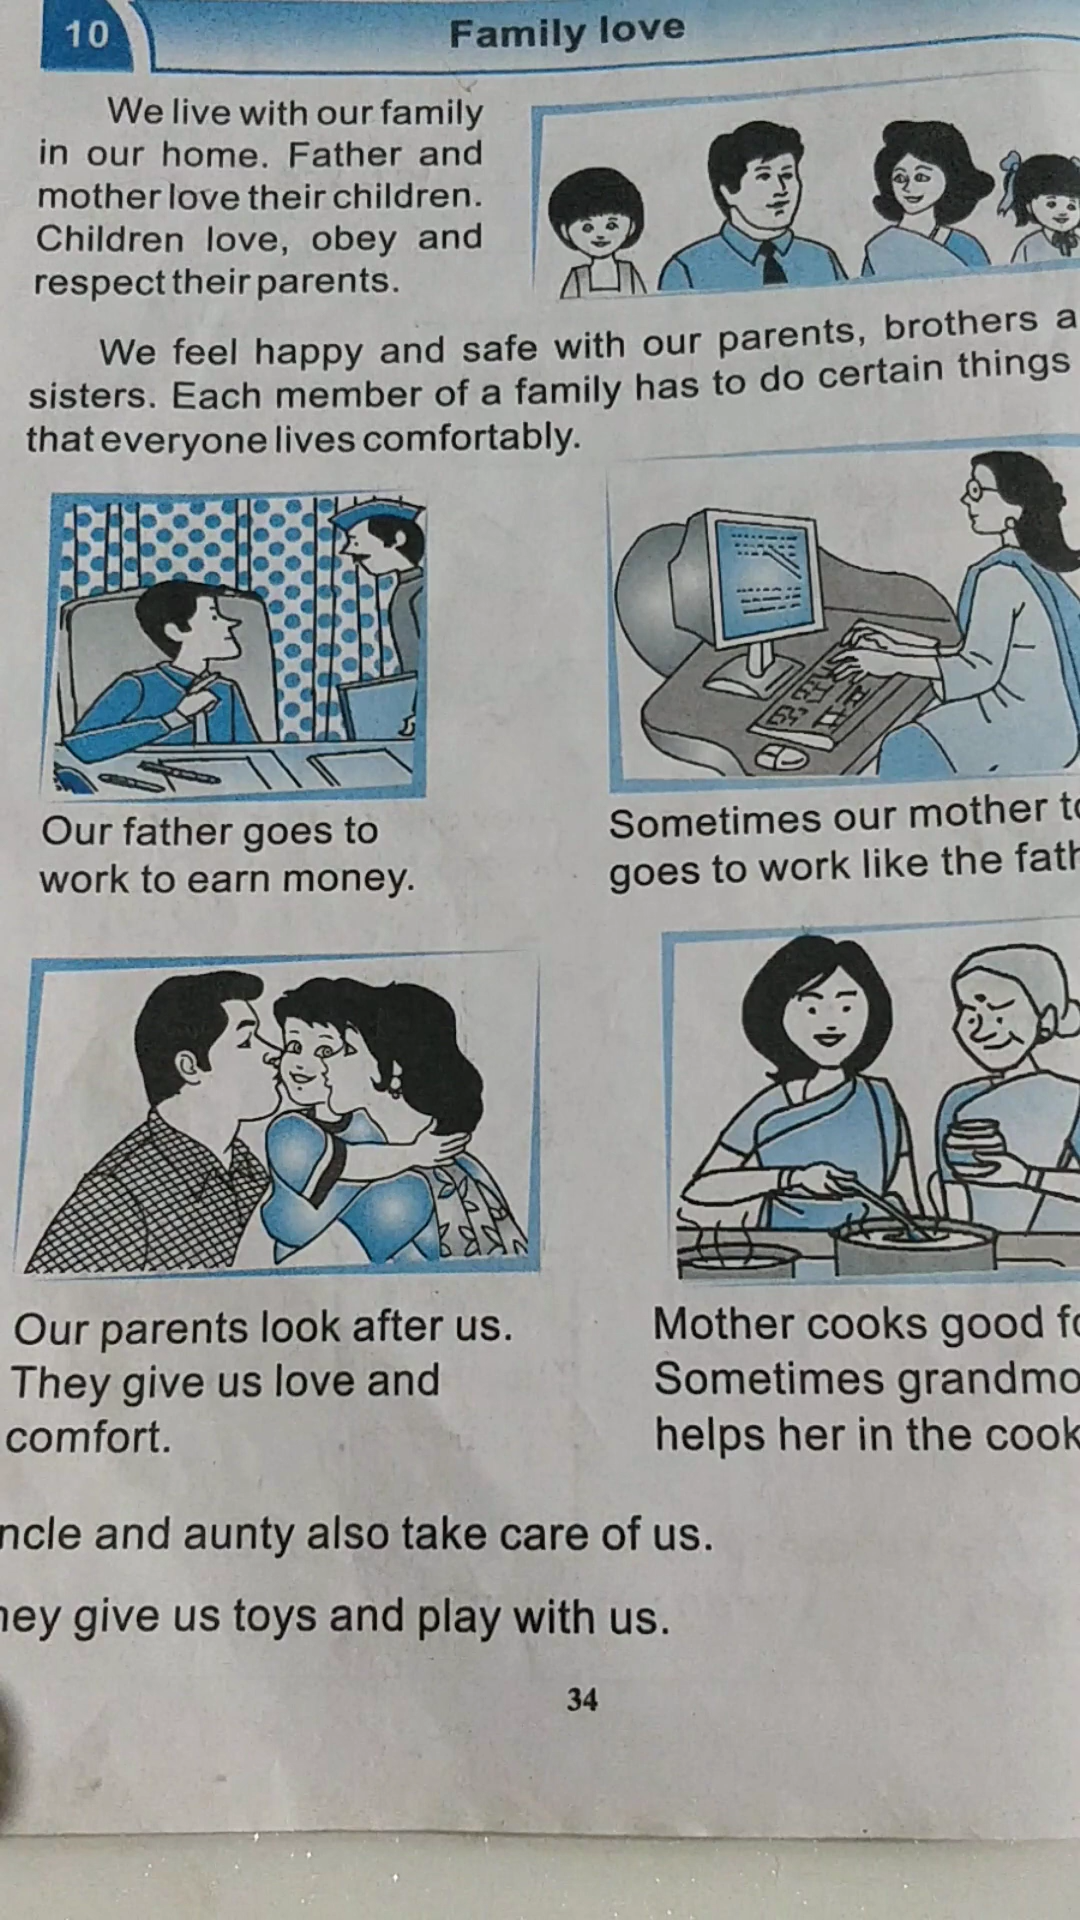 10
Family love
We live with our family
in our home. Father and
mother love their children.
Children love, obey and
respect their parents.
We feel happy and safe with our parents, brothers a
sisters. Each member of a family has to do certain things
that everyone lives comfortably.
Our father goes to
work to earn money.
Sometimes our mother
goes to work like the
Our parents look after us.
They give us love and
comfort.
Mother cooks good
Sometimes
helps her in the
and aunty also take care of us.
give us toys and play with us.
34